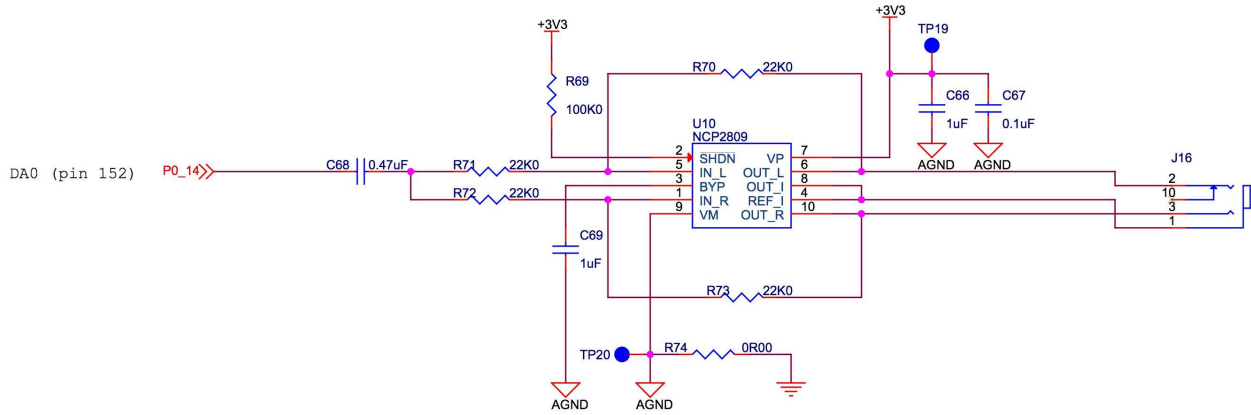 +3V3
+3V3
TP19
R70 22K0
R69
100K0
C66
1uF
C67
0.1uF
U10
NCP2809
DA0 (pin 152) P0_14
C68 0.47uF
R71 22K0
R72 22K0
2 SHDN VP 7
5 IN_L OUT_L 6
3 BYP OUT_I 8
1 IN_R REF_I 4
9 VM OUT_R 10
AGND AGND
J16
2
10
3
1
C69
1uF
R73 22K0
TP20
R74 0R00
AGND AGND